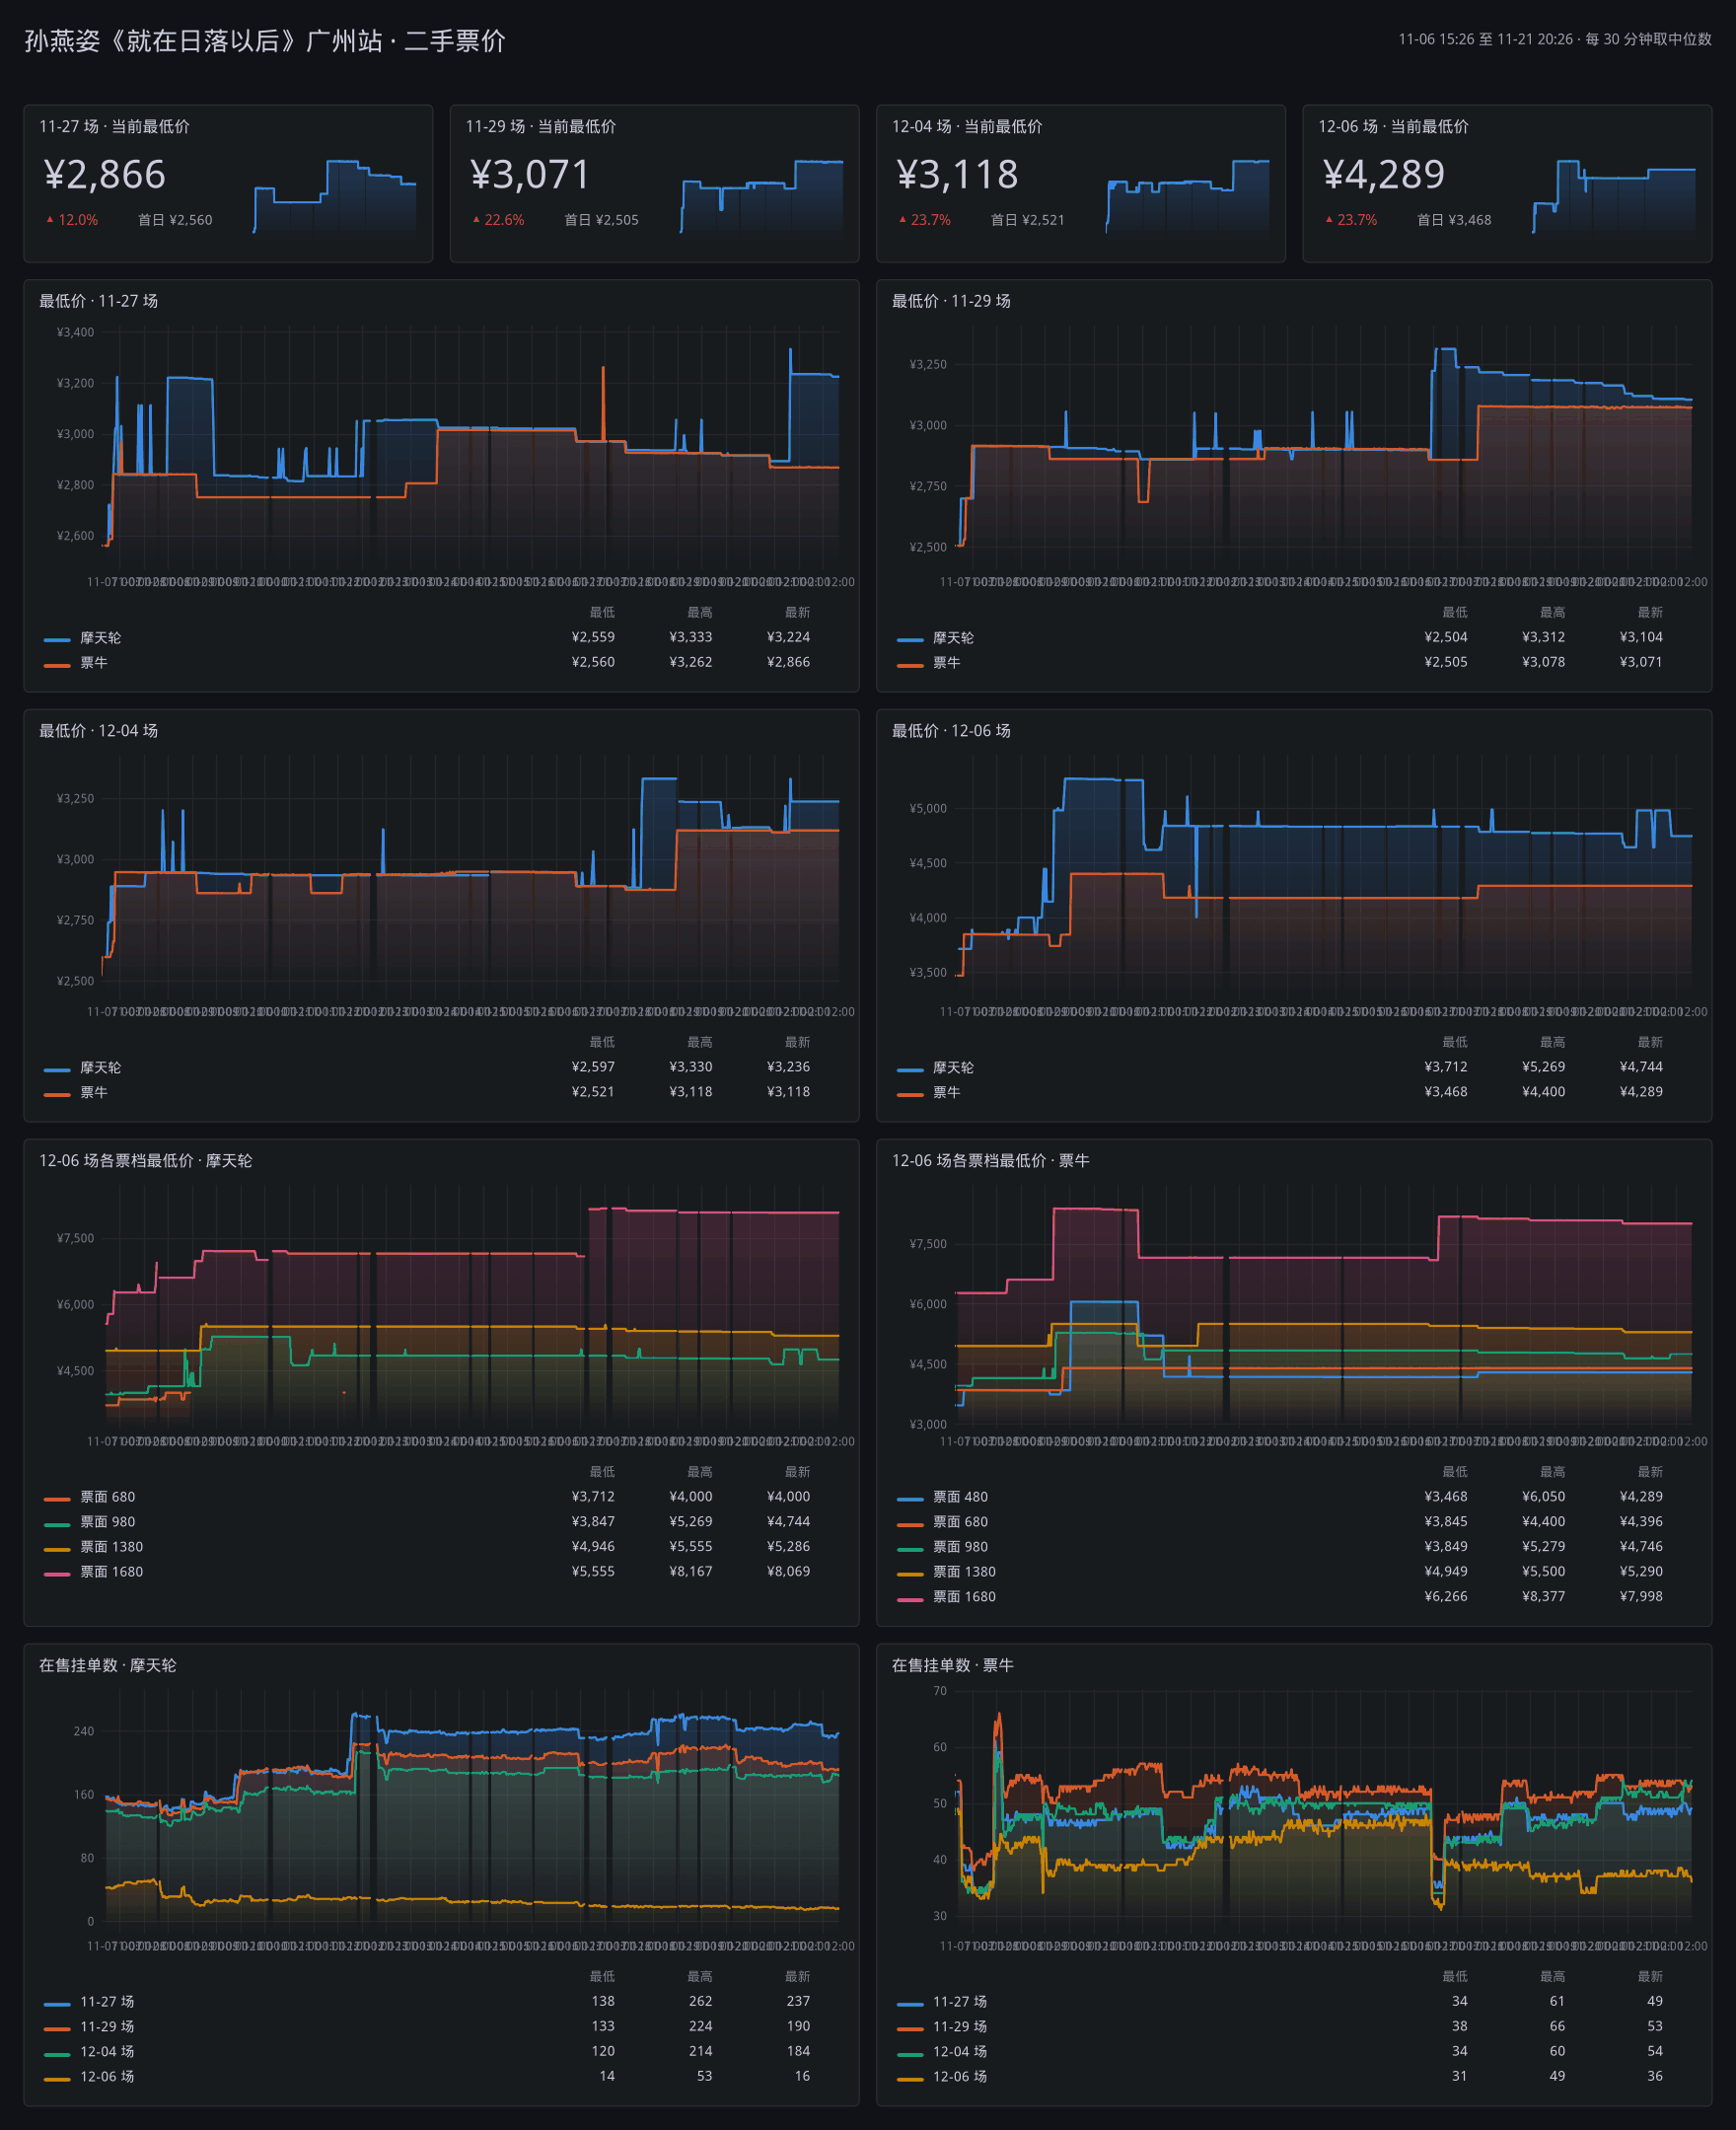 孙燕姿《就在日落以后》广州站 · 二手票价
11-06 15:26 至 11-21 20:26 · 每 30 分钟取中位数
11-27 场 · 当前最低价
¥2,866
▲ 12.0% 首日 ¥2,560
11-29 场 · 当前最低价
¥3,071
▲ 22.6% 首日 ¥2,505
12-04 场 · 当前最低价
¥3,118
▲ 23.7% 首日 ¥2,521
12-06 场 · 当前最低价
¥4,289
▲ 23.7% 首日 ¥3,468
最低价 · 11-27 场
¥3,400
¥3,200
¥3,000
¥2,800
¥2,600
最低 最高 最新
摩天轮 ¥2,559 ¥3,333 ¥3,224
票牛 ¥2,560 ¥3,262 ¥2,866
最低价 · 11-29 场
¥3,250
¥3,000
¥2,750
¥2,500
最低 最高 最新
摩天轮 ¥2,504 ¥3,312 ¥3,104
票牛 ¥2,505 ¥3,078 ¥3,071
最低价 · 12-04 场
¥3,250
¥3,000
¥2,750
¥2,500
最低 最高 最新
摩天轮 ¥2,597 ¥3,330 ¥3,236
票牛 ¥2,521 ¥3,118 ¥3,118
最低价 · 12-06 场
¥5,000
¥4,500
¥4,000
¥3,500
最低 最高 最新
摩天轮 ¥3,712 ¥5,269 ¥4,744
票牛 ¥3,468 ¥4,400 ¥4,289
12-06 场各票档最低价 · 摩天轮
¥7,500
¥6,000
¥4,500
最低 最高 最新
票面 680 ¥3,712 ¥4,000 ¥4,000
票面 980 ¥3,847 ¥5,269 ¥4,744
票面 1380 ¥4,946 ¥5,555 ¥5,286
票面 1680 ¥5,555 ¥8,167 ¥8,069
12-06 场各票档最低价 · 票牛
¥7,500
¥6,000
¥4,500
¥3,000
最低 最高 最新
票面 480 ¥3,468 ¥6,050 ¥4,289
票面 680 ¥3,845 ¥4,400 ¥4,396
票面 980 ¥3,849 ¥5,279 ¥4,746
票面 1380 ¥4,949 ¥5,500 ¥5,290
票面 1680 ¥6,266 ¥8,377 ¥7,998
在售挂单数 · 摩天轮
240
160
80
0
最低 最高 最新
11-27 场 138 262 237
11-29 场 133 224 190
12-04 场 120 214 184
12-06 场 14 53 16
在售挂单数 · 票牛
70
60
50
40
30
最低 最高 最新
11-27 场 34 61 49
11-29 场 38 66 53
12-04 场 34 60 54
12-06 场 31 49 36